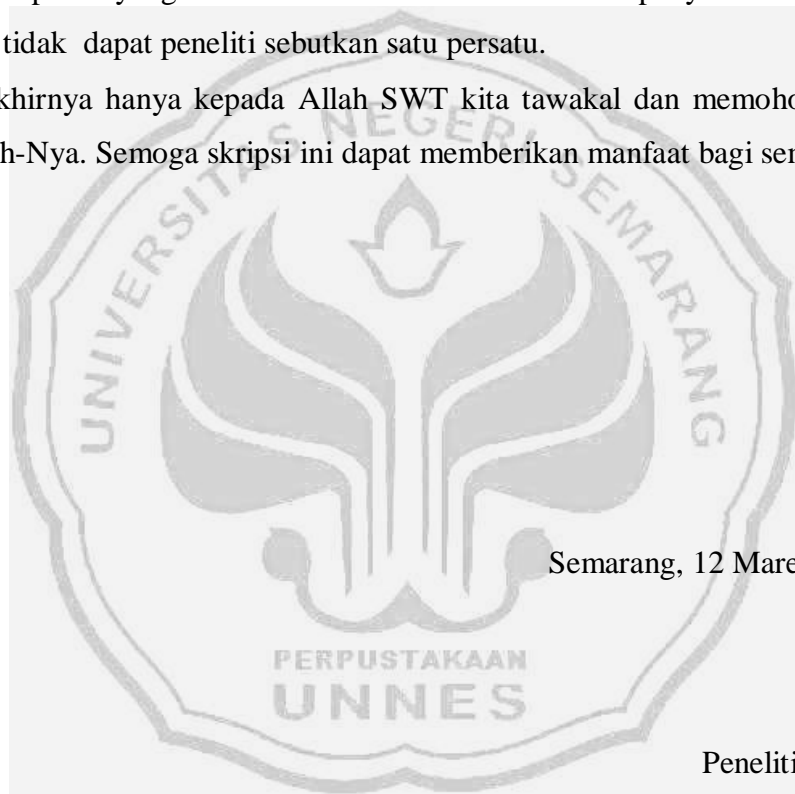 tidak dapat peneliti sebutkan satu persatu.
khirnya hanya kepada Allah SWT kita tawakal dan memoho
h-Nya. Semoga skripsi ini dapat memberikan manfaat bagi ser
UNIVERSITAS NEGERI SEMARANG
Semarang, 12 Mare
PERPUSTAKAAN
UNNES
Peneliti